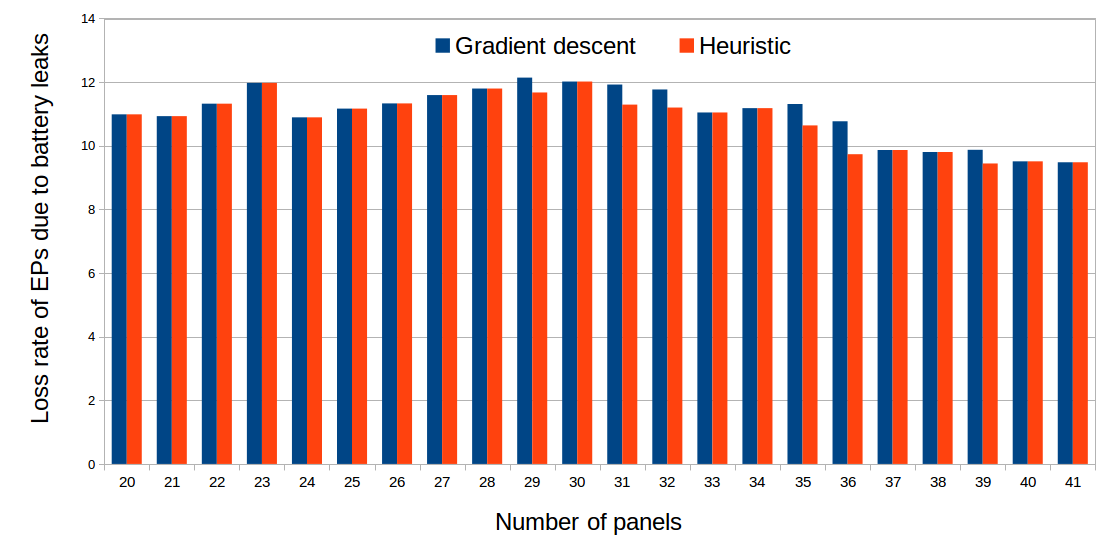 Gradient descent Heuristic
Loss rate of EPs due to battery leaks
14
12
10
8
6
4
2
0
20 21 22 23 24 25 26 27 28 29 30 31 32 33 34 35 36 37 38 39 40 41
Number of panels